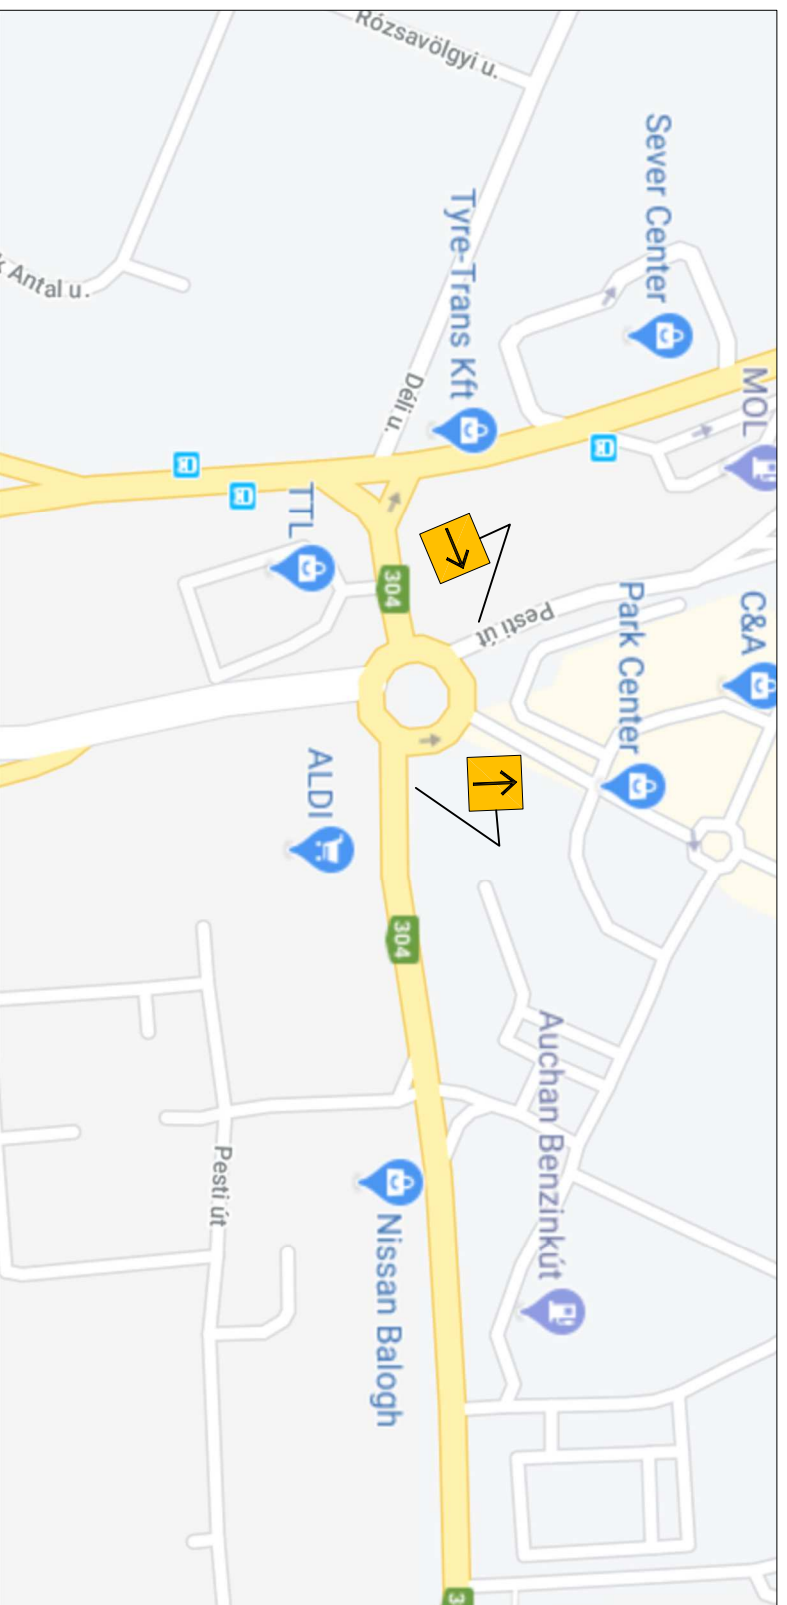 Rózsavölgyi u.
Sever Center
Tyre-Trans Kft
k Antal u.
MOL
Déli u.
TTL
304
Pesti út
Park Center
C&A
ALDI
304
Auchan Benzinkút
Pesti út
Nissan Balogh
3